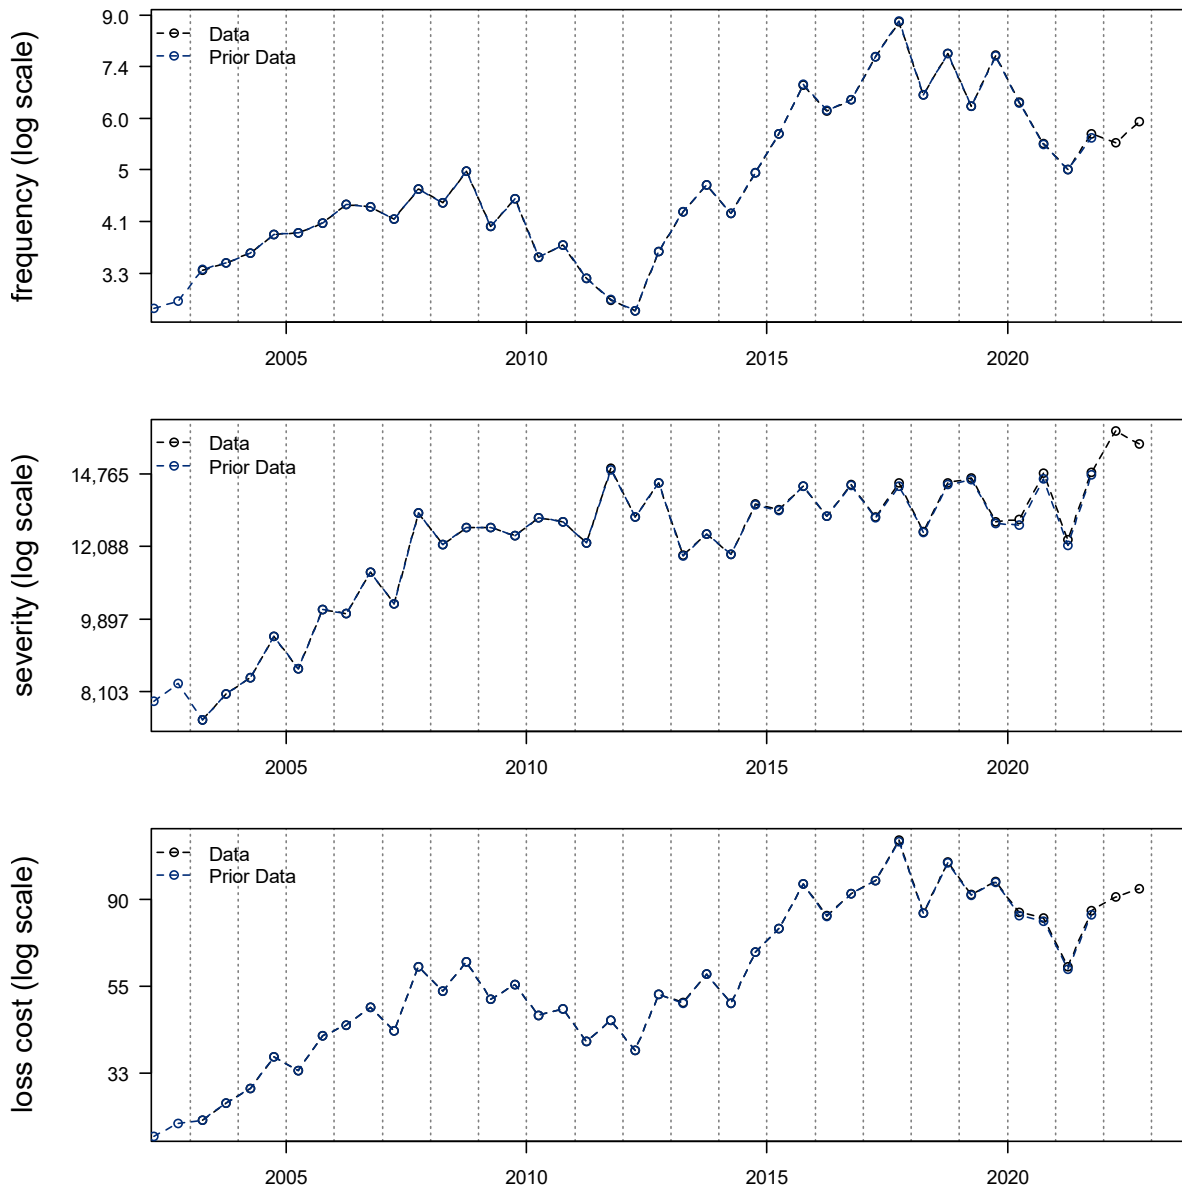 frequency (log scale)
9.0
7.4
6.0
5
4.1
3.3
Data
Prior Data
2005 2010 2015 2020
severity (log scale)
14,765
12,088
9,897
8,103
Data
Prior Data
2005 2010 2015 2020
loss cost (log scale)
90
55
33
Data
Prior Data
2005 2010 2015 2020